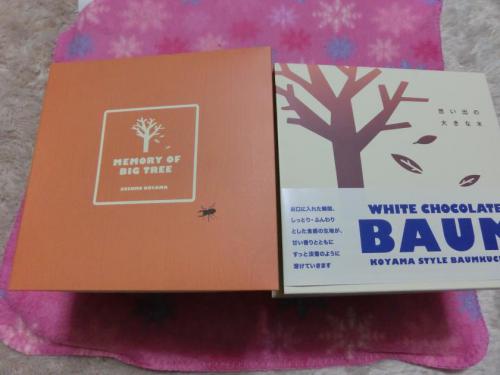 MEMORY OF
BIG TREE
SUSUMU KOYAMA
思い出の
大きな木
WHITE CHOCOLATE
BAUM
KOYAMA STYLE BAUMKUC
お口に入れた瞬間、
しっとり・ふんわり
とした食感の生地が、
甘い香りとともに
すっと淡雪のように
溶けていきます